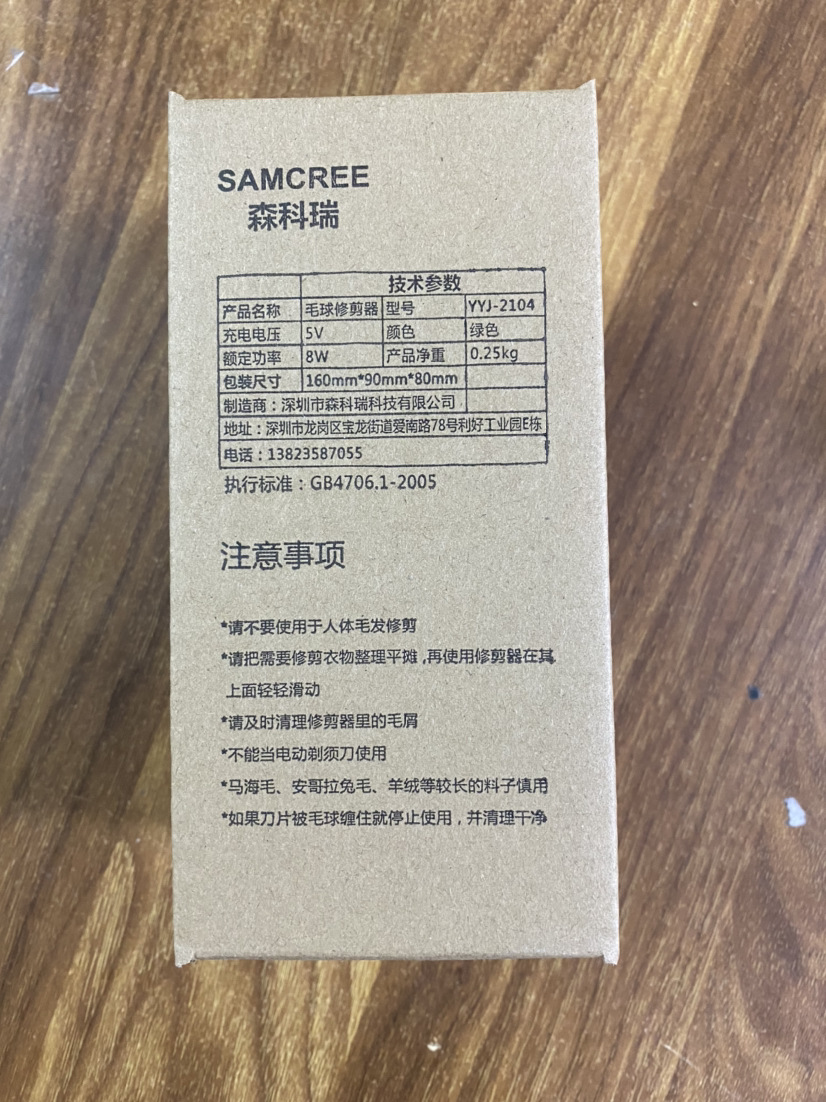 SAMCREE
森科瑞
技术参数
产品名称 毛球修剪器 型号 YYJ-2104
充电电压 5V 颜色 绿色
额定功率 8W 产品净重 0.25kg
包装尺寸 160mm*90mm*80mm
制造商：深圳市森科瑞科技有限公司
地址：深圳市龙岗区宝龙街道爱南路78号利好工业园E栋
电话：13823587055
执行标准：GB4706.1-2005
注意事项
*请不要使用于人体毛发修剪
*请把需要修剪衣物整理平摊,再使用修剪器在其
上面轻轻滑动
*请及时清理修剪器里的毛屑
*不能当电动剃须刀使用
*马海毛、安哥拉兔毛、羊绒等较长的料子慎用
*如果刀片被毛球缠住就停止使用，并清理干净